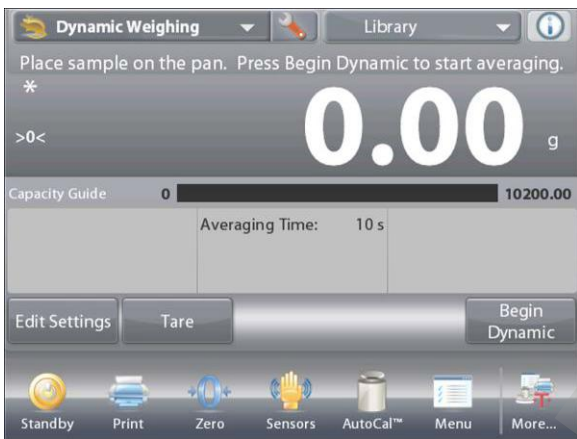 Dynamic Weighing Library
Place sample on the pan. Press Begin Dynamic to start averaging.
*
>0< 0.00 g
Capacity Guide 0 10200.00
Averaging Time: 10 s
Edit Settings Tare Begin Dynamic
Standby Print Zero Sensors AutoCal™ Menu More...